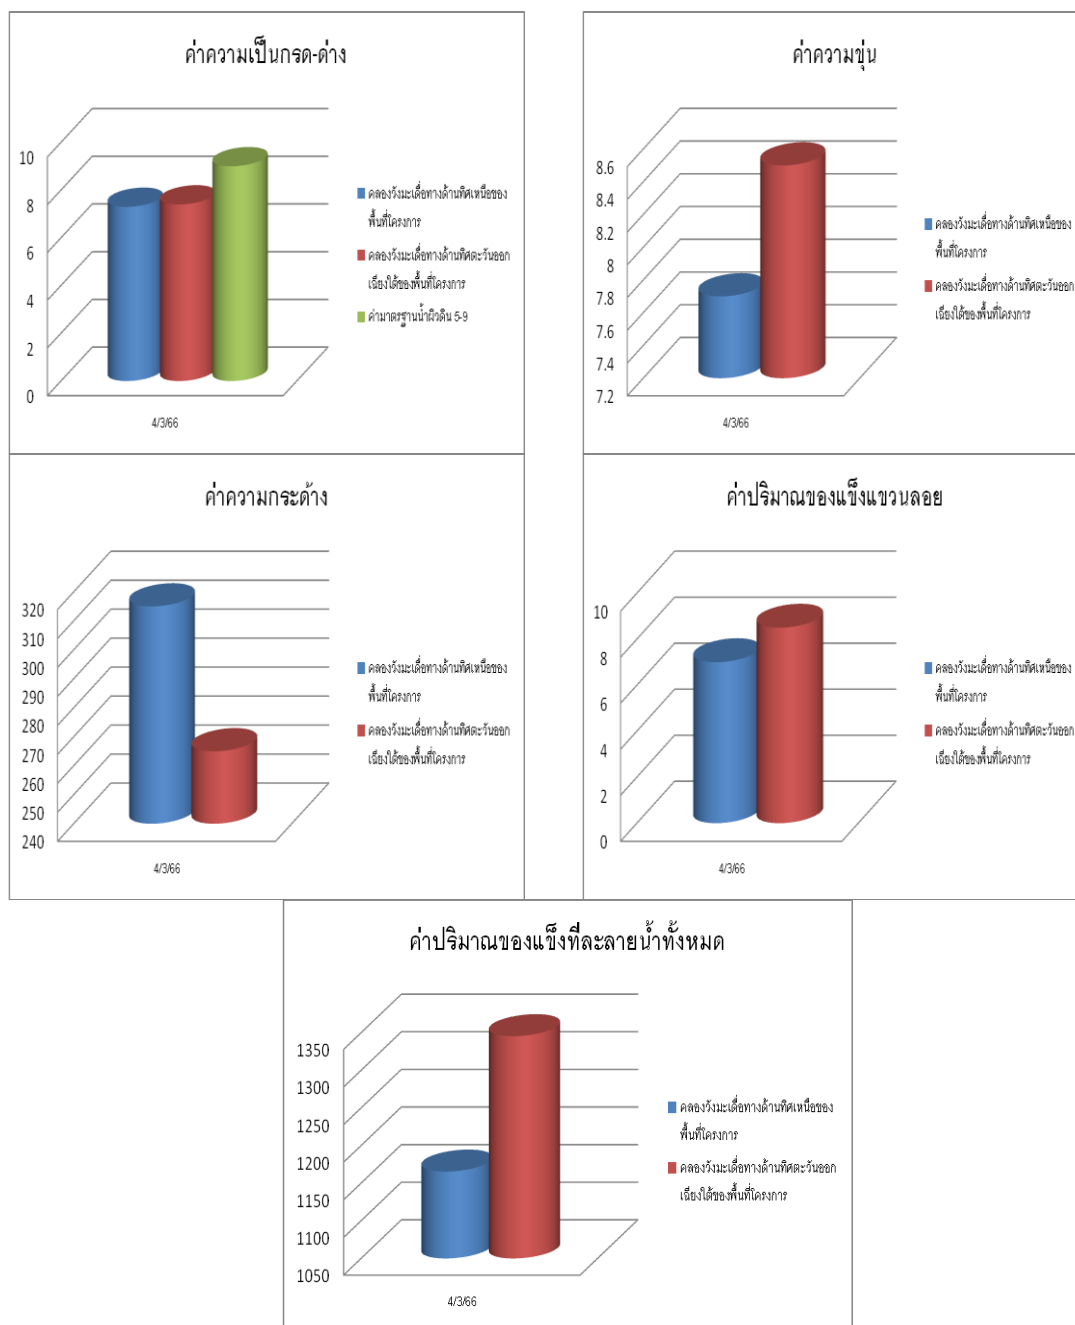 ค่าความเป็นกรด-ด่าง
10
8
6
4
2
0
4/3/66
คลองวังมะเดื่อทางด้านทิศเหนือของ
พื้นที่โครงการ
คลองวังมะเดื่อทางด้านทิศตะวันออก
เฉียงใต้ของพื้นที่โครงการ
ค่ามาตรฐานน้ำผิวดิน 5-9
ค่าความขุ่น
8.6
8.4
8.2
8
7.8
7.6
7.4
7.2
4/3/66
คลองวังมะเดื่อทางด้านทิศเหนือของ
พื้นที่โครงการ
คลองวังมะเดื่อทางด้านทิศตะวันออก
เฉียงใต้ของพื้นที่โครงการ
ค่าความกระด้าง
320
310
300
290
280
270
260
250
240
4/3/66
คลองวังมะเดื่อทางด้านทิศเหนือของ
พื้นที่โครงการ
คลองวังมะเดื่อทางด้านทิศตะวันออก
เฉียงใต้ของพื้นที่โครงการ
ค่าปริมาณของแข็งแขวนลอย
10
8
6
4
2
0
4/3/66
คลองวังมะเดื่อทางด้านทิศเหนือของ
พื้นที่โครงการ
คลองวังมะเดื่อทางด้านทิศตะวันออก
เฉียงใต้ของพื้นที่โครงการ
ค่าปริมาณของแข็งที่ละลายน้ำทั้งหมด
1350
1300
1250
1200
1150
1100
1050
4/3/66
คลองวังมะเดื่อทางด้านทิศเหนือของ
พื้นที่โครงการ
คลองวังมะเดื่อทางด้านทิศตะวันออก
เฉียงใต้ของพื้นที่โครงการ